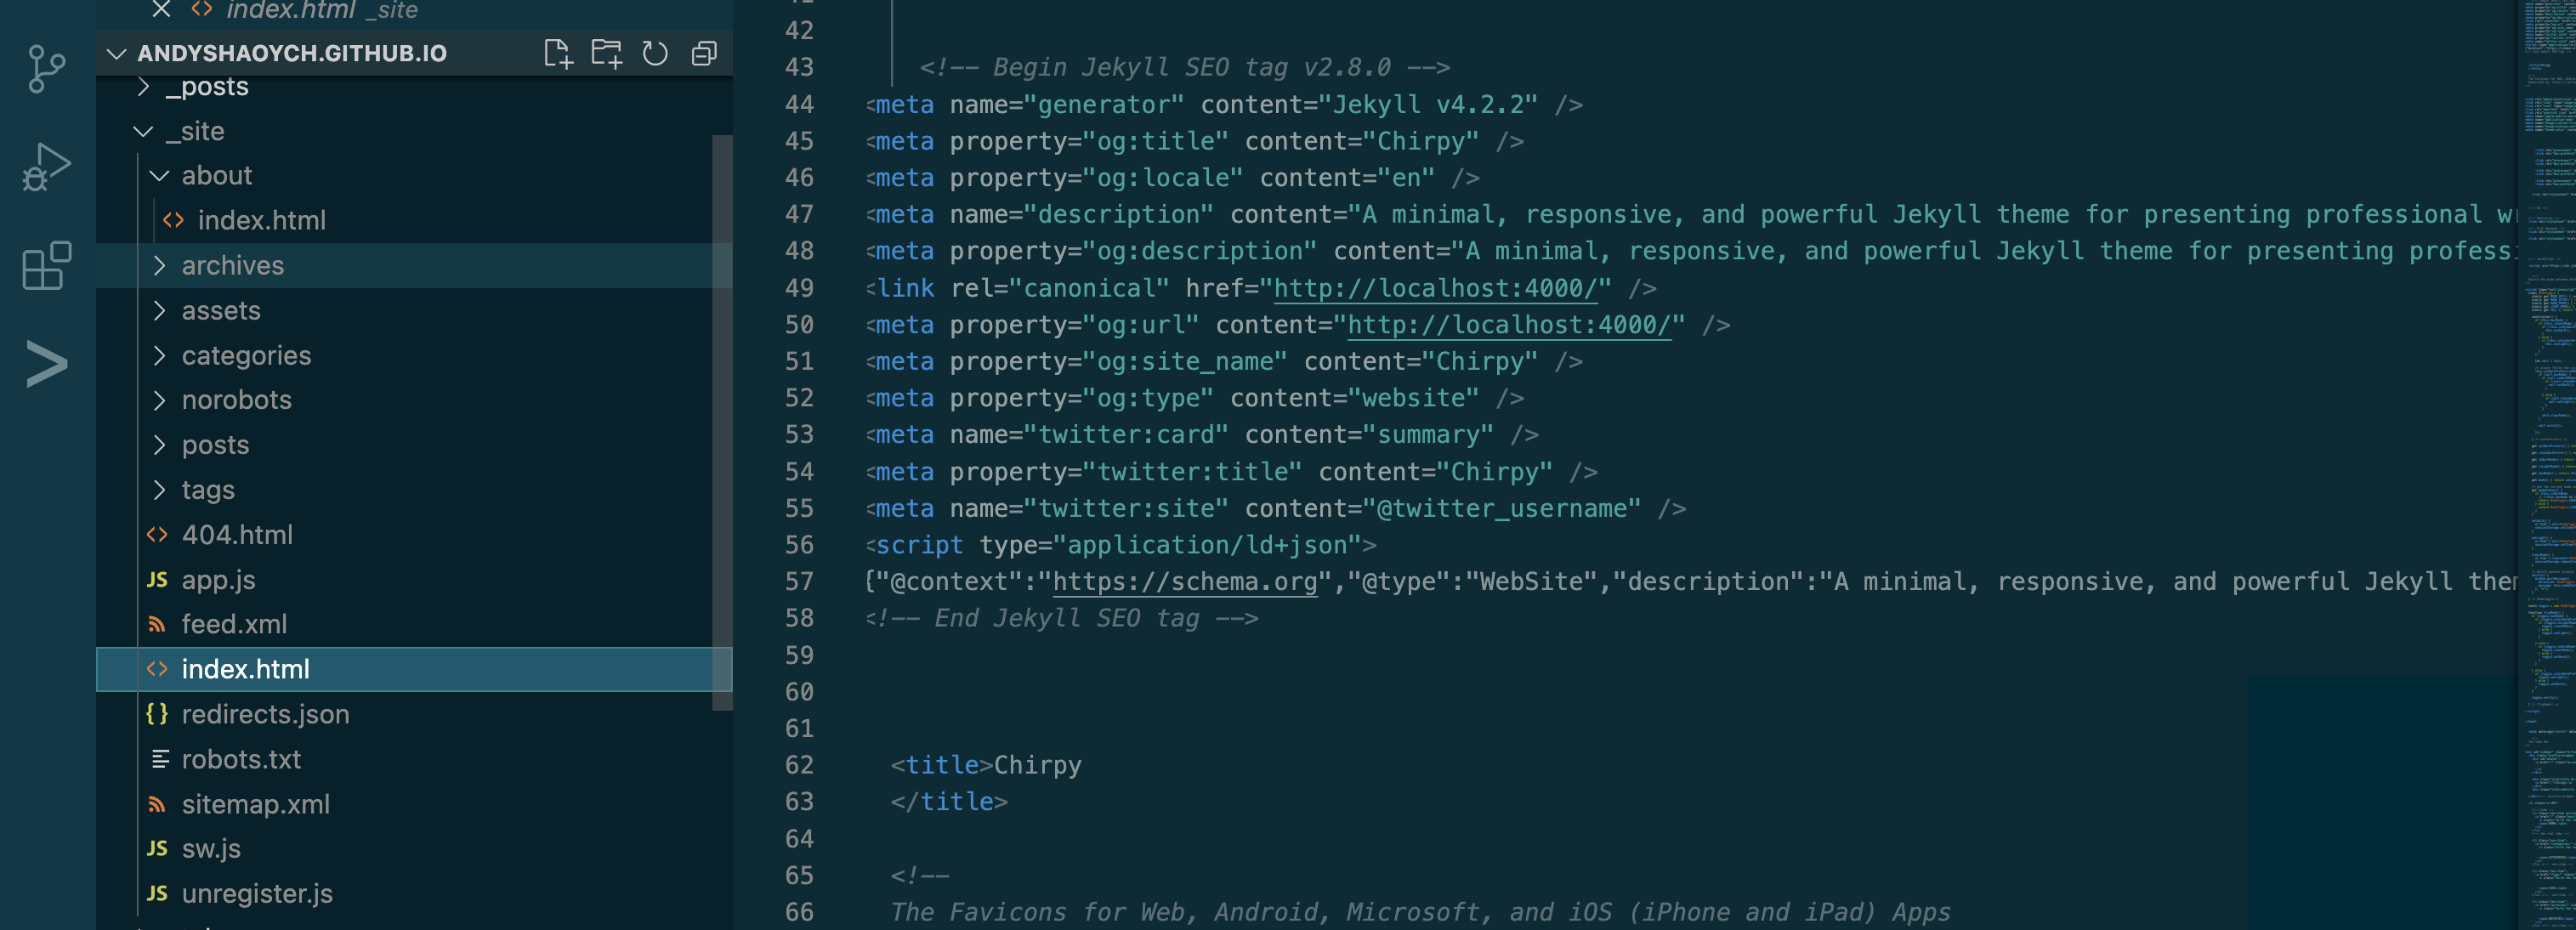 index.html _site
ANDYSHAOYCH.GITHUB.IO
_posts
_site
about
index.html
archives
assets
categories
norobots
posts
tags
404.html
app.js
feed.xml
index.html
redirects.json
robots.txt
sitemap.xml
sw.js
unregister.js
42
43 <!-- Begin Jekyll SEO tag v2.8.0 -->
44 <meta name="generator" content="Jekyll v4.2.2" />
45 <meta property="og:title" content="Chirpy" />
46 <meta property="og:locale" content="en" />
47 <meta name="description" content="A minimal, responsive, and powerful Jekyll theme for presenting professional w
48 <meta property="og:description" content="A minimal, responsive, and powerful Jekyll theme for presenting profess
49 <link rel="canonical" href="http://localhost:4000/" />
50 <meta property="og:url" content="http://localhost:4000/" />
51 <meta property="og:site_name" content="Chirpy" />
52 <meta property="og:type" content="website" />
53 <meta name="twitter:card" content="summary" />
54 <meta property="twitter:title" content="Chirpy" />
55 <meta name="twitter:site" content="@twitter_username" />
56 <script type="application/ld+json">
57 {"@context":"https://schema.org","@type":"WebSite","description":"A minimal, responsive, and powerful Jekyll them
58 <!-- End Jekyll SEO tag -->
59
60
61
62 <title>Chirpy
63 </title>
64
65 <!--
66 The Favicons for Web, Android, Microsoft, and iOS (iPhone and iPad) Apps